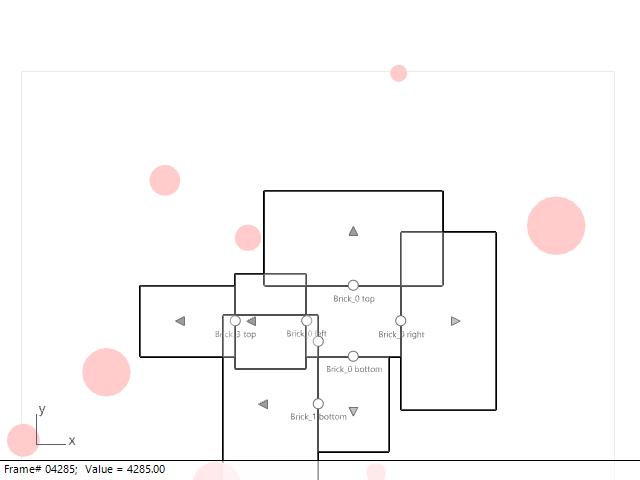 Brick_0 top
Brick_3 top
Brick_0 left
Brick_0 right
Brick_0 bottom
y
Brick_1 bottom
x
Frame# 04285; Value = 4285.00